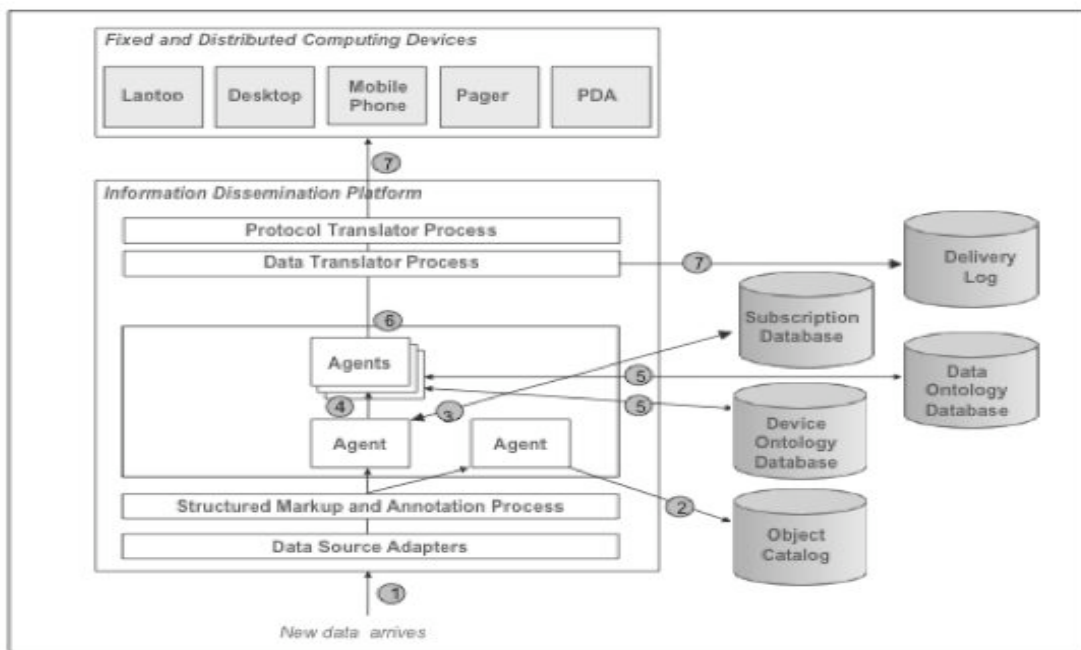 Fixed and Distributed Computing Devices
Laptop
Desktop
Mobile
Phone
Pager
PDA
7
Information Dissemination Platform
Protocol Translator Process
Data Translator Process
7
Delivery
Log
Subscription
Database
6
Agents
5
Data
Ontology
Database
4
3
5
Agent
Agent
Device
Ontology
Database
Structured Markup and Annotation Process
2
Data Source Adapters
Object
Catalog
1
New data arrives